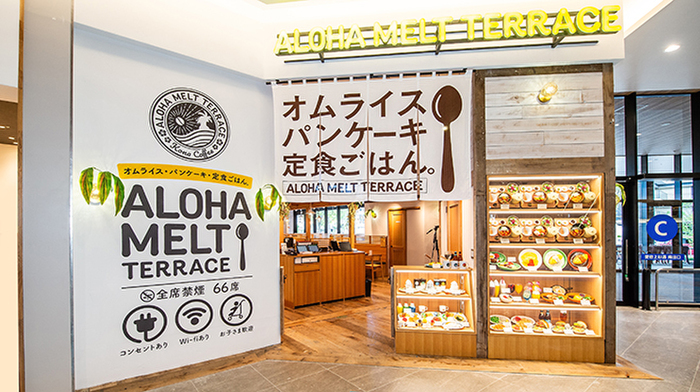 ALOHA MELT TERRACE
ALOHA MELT TERRACE
Kona Coffee
オムライス・パンケーキ・定食ごはん。
ALOHA
MELT
TERRACE
全席禁煙 66席
コンセントあり
Wi-fiあり
お子さま歓迎
オムライス
パンケーキ
定食ごはん。
ALOHA MELT TERRACE
C